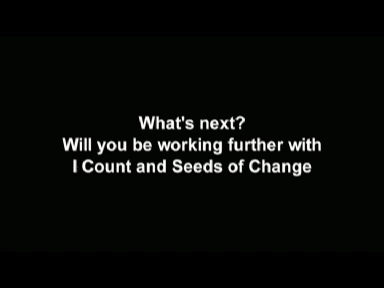 What's next?
Will you be working further with
I Count and Seeds of Change